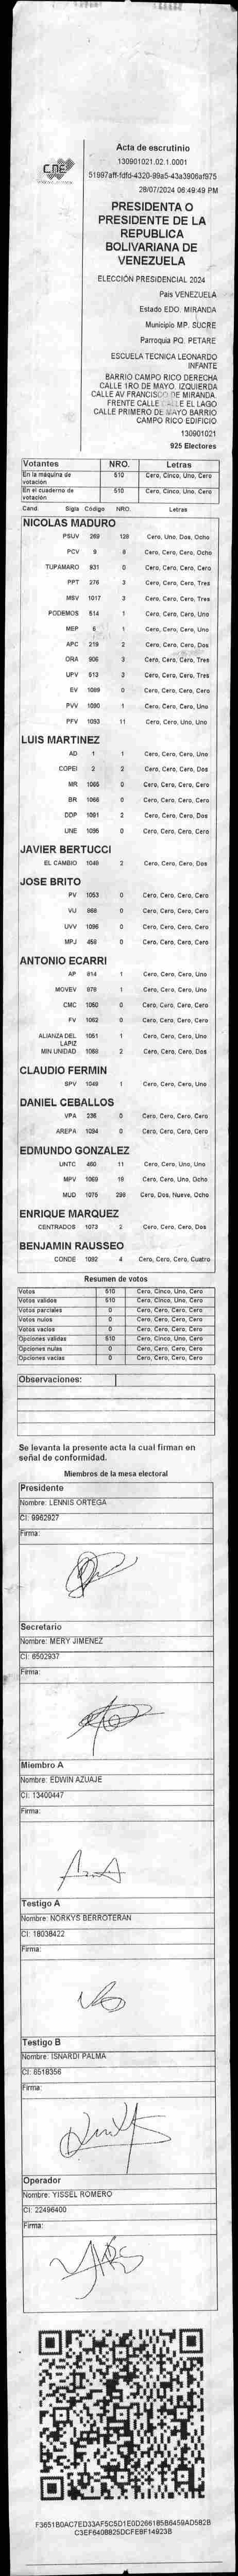 CNE
Acta de escrutinio
130901021.02.1.0001
51997aff-fdfd-4320-99a5-43a3906af975
28/07/2024 06:49:49 PM
PRESIDENTA O
PRESIDENTE DE LA
REPUBLICA
BOLIVARIANA DE
VENEZUELA
ELECCIÓN PRESIDENCIAL 2024
País VENEZUELA
Estado EDO. MIRANDA
Municipio MP. SUCRE
Parroquia PQ. PETARE
ESCUELA TECNICA LEONARDO
INFANTE
BARRIO CAMPO RICO DERECHA
CALLE 1RO DE MAYO. IZQUIERDA
CALLE AV FRANCISCO DE MIRANDA.
FRENTE CALLE CALLE EL LAGO
CALLE PRIMERO DE MAYO BARRIO
CAMPO RICO EDIFICIO
130901021
925 Electores
Votantes NRO. Letras
En la máquina de votación 510 Cero, Cinco, Uno, Cero
En el cuaderno de votación 510 Cero, Cinco, Uno, Cero
Cand. Sigla Código NRO. Letras
NICOLAS MADURO
PSUV 269 128 Cero, Uno, Dos, Ocho
PCV 9 8 Cero, Cero, Cero, Ocho
TUPAMARO 931 0 Cero, Cero, Cero, Cero
PPT 276 3 Cero, Cero, Cero, Tres
MSV 1017 3 Cero, Cero, Cero, Tres
PODEMOS 514 1 Cero, Cero, Cero, Uno
MEP 6 1 Cero, Cero, Cero, Uno
APC 219 2 Cero, Cero, Cero, Dos
ORA 906 3 Cero, Cero, Cero, Tres
UPV 613 3 Cero, Cero, Cero, Tres
EV 1089 0 Cero, Cero, Cero, Cero
PVV 1090 1 Cero, Cero, Cero, Uno
PFV 1093 11 Cero, Cero, Uno, Uno
LUIS MARTINEZ
AD 1 1 Cero, Cero, Cero, Uno
COPEI 2 2 Cero, Cero, Cero, Dos
MR 1065 0 Cero, Cero, Cero, Cero
BR 1066 0 Cero, Cero, Cero, Cero
DDP 1091 2 Cero, Cero, Cero, Dos
UNE 1095 0 Cero, Cero, Cero, Cero
JAVIER BERTUCCI
EL CAMBIO 1049 2 Cero, Cero, Cero, Dos
JOSE BRITO
PV 1053 0 Cero, Cero, Cero, Cero
VU 868 0 Cero, Cero, Cero, Cero
UVV 1096 0 Cero, Cero, Cero, Cero
MPJ 458 0 Cero, Cero, Cero, Cero
ANTONIO ECARRI
AP 814 1 Cero, Cero, Cero, Uno
MOVEV 978 1 Cero, Cero, Cero, Uno
CMC 1050 0 Cero, Cero, Cero, Cero
FV 1062 0 Cero, Cero, Cero, Cero
ALIANZA DEL LAPIZ 1051 1 Cero, Cero, Cero, Uno
MIN UNIDAD 1068 2 Cero, Cero, Cero, Dos
CLAUDIO FERMIN
SPV 1049 1 Cero, Cero, Cero, Uno
DANIEL CEBALLOS
VPA 236 0 Cero, Cero, Cero, Cero
AREPA 1094 0 Cero, Cero, Cero, Cero
EDMUNDO GONZALEZ
UNTC 460 11 Cero, Cero, Uno, Uno
MPV 1069 18 Cero, Cero, Uno, Ocho
MUD 1075 298 Cero, Dos, Nueve, Ocho
ENRIQUE MARQUEZ
CENTRADOS 1073 2 Cero, Cero, Cero, Dos
BENJAMIN RAUSSEO
CONDE 1092 4 Cero, Cero, Cero, Cuatro
Resumen de votos
Votos 510 Cero, Cinco, Uno, Cero
Votos validos 510 Cero, Cinco, Uno, Cero
Votos parciales 0 Cero, Cero, Cero, Cero
Votos nulos 0 Cero, Cero, Cero, Cero
Votos vacios 0 Cero, Cero, Cero, Cero
Opciones validas 510 Cero, Cinco, Uno, Cero
Opciones nulas 0 Cero, Cero, Cero, Cero
Opciones vacias 0 Cero, Cero, Cero, Cero
Observaciones:
Se levanta la presente acta la cual firman en
señal de conformidad.
Miembros de la mesa electoral
Presidente
Nombre: LENNIS ORTEGA
CI: 9962927
Firma:
Secretario
Nombre: MERY JIMENEZ
CI: 6502937
Firma:
Miembro A
Nombre: EDWIN AZUAJE
CI: 13400447
Firma:
Testigo A
Nombre: NORKYS BERROTERAN
CI: 18038422
Firma:
Testigo B
Nombre: ISNARDI PALMA
CI: 6518356
Firma:
Operador
Nombre: YISSEL ROMERO
CI: 22496400
Firma:
F3651B0AC7ED33AF5C5D1E0D266185B6459AD582B
C3EF6408825DCFE8F14923B